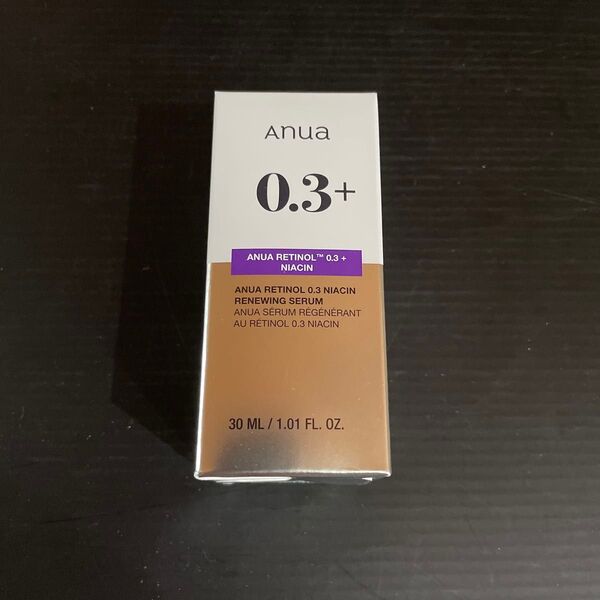 Anua
0.3+
ANUA RETINOL™ 0.3 +
NIACIN
ANUA RETINOL 0.3 NIACIN
RENEWING SERUM
ANUA SÉRUM RÉGÉNÉRANT
AU RÉTINOL 0.3 NIACIN
30 ML / 1.01 FL. OZ.